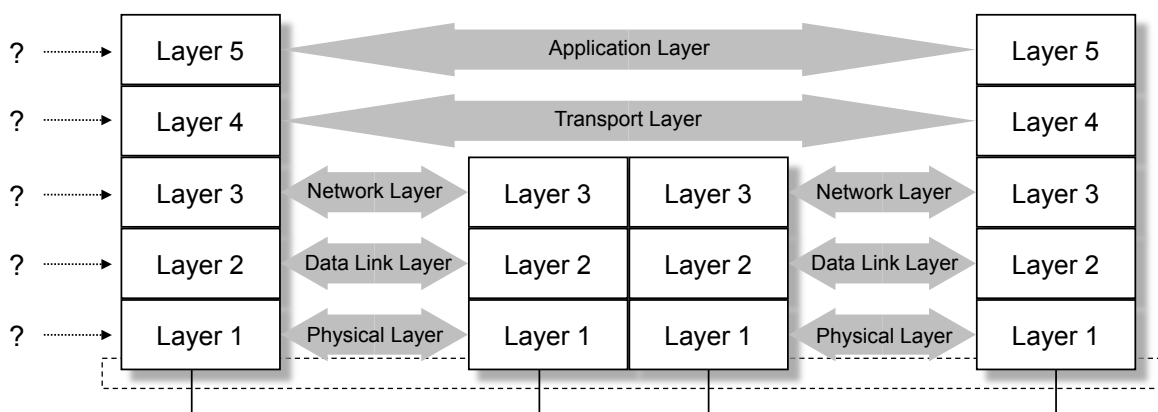 ? Layer 5 Application Layer Layer 5
? Layer 4 Transport Layer Layer 4
? Layer 3 Network Layer Layer 3 Layer 3 Network Layer Layer 3
? Layer 2 Data Link Layer Layer 2 Layer 2 Data Link Layer Layer 2
? Layer 1 Physical Layer Layer 1 Layer 1 Physical Layer Layer 1